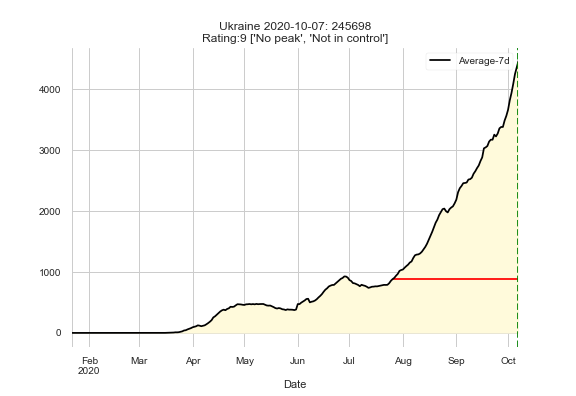 Ukraine 2020-10-07: 245698
Rating:9 ['No peak', 'Not in control']
Average-7d
4000
3000
2000
1000
0
Feb Mar Apr May Jun Jul Aug Sep Oct
2020
Date